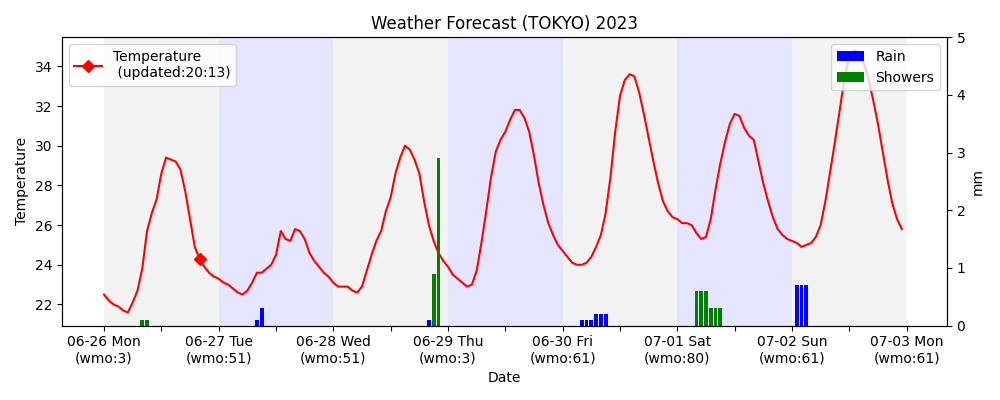 Weather Forecast (TOKYO) 2023
Temperature
(updated:20:13)
Rain
Showers
Temperature
34
32
30
28
26
24
22
5
4
3
2
1
0
mm
06-26 Mon
(wmo:3)
06-27 Tue
(wmo:51)
06-28 Wed
(wmo:51)
06-29 Thu
(wmo:3)
06-30 Fri
(wmo:61)
07-01 Sat
(wmo:80)
07-02 Sun
(wmo:61)
07-03 Mon
(wmo:61)
Date